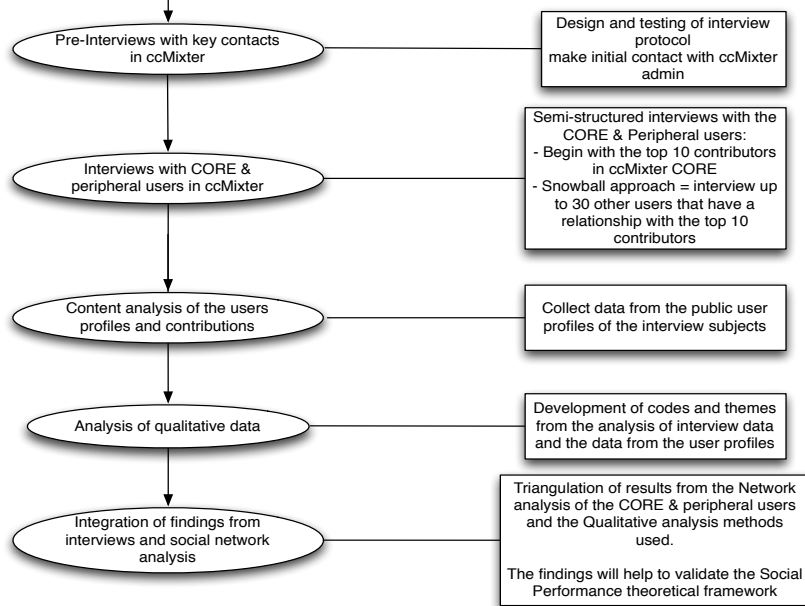 Pre-Interviews with key contacts
in ccMixter
Design and testing of interview
protocol
make initial contact with ccMixter
admin
Interviews with CORE &
peripheral users in ccMixter
Semi-structured interviews with the
CORE & Peripheral users:
- Begin with the top 10 contributors
in ccMixter CORE
- Snowball approach = interview up
to 30 other users that have a
relationship with the top 10
contributors
Content analysis of the users
profiles and contributions
Collect data from the public user
profiles of the interview subjects
Analysis of qualitative data
Development of codes and themes
from the analysis of interview data
and the data from the user profiles
Integration of findings from
interviews and social network
analysis
Triangulation of results from the Network
analysis of the CORE & peripheral users
and the Qualitative analysis methods
used.
The findings will help to validate the Social
Performance theoretical framework